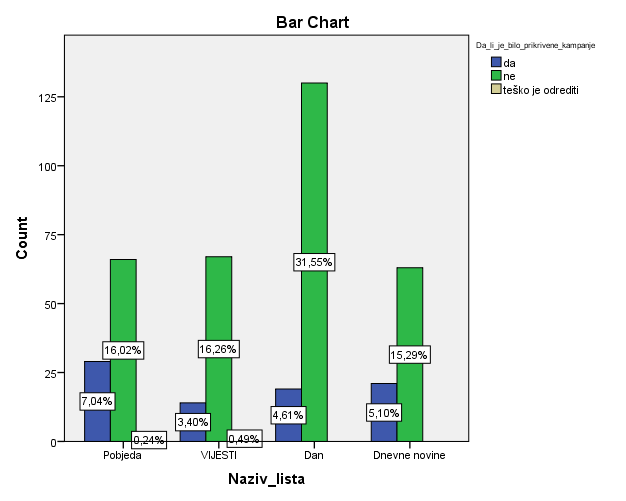 Bar Chart
Da_li_je_bilo_prikrivene_kampanje
da
ne
teško je odrediti
Count
125
100
75
50
25
0
31,55%
16,02%
16,26%
15,29%
7,04%
3,40%
4,61%
5,10%
0,24%
0,49%
Pobjeda
VIJESTI
Dan
Dnevne novine
Naziv_lista